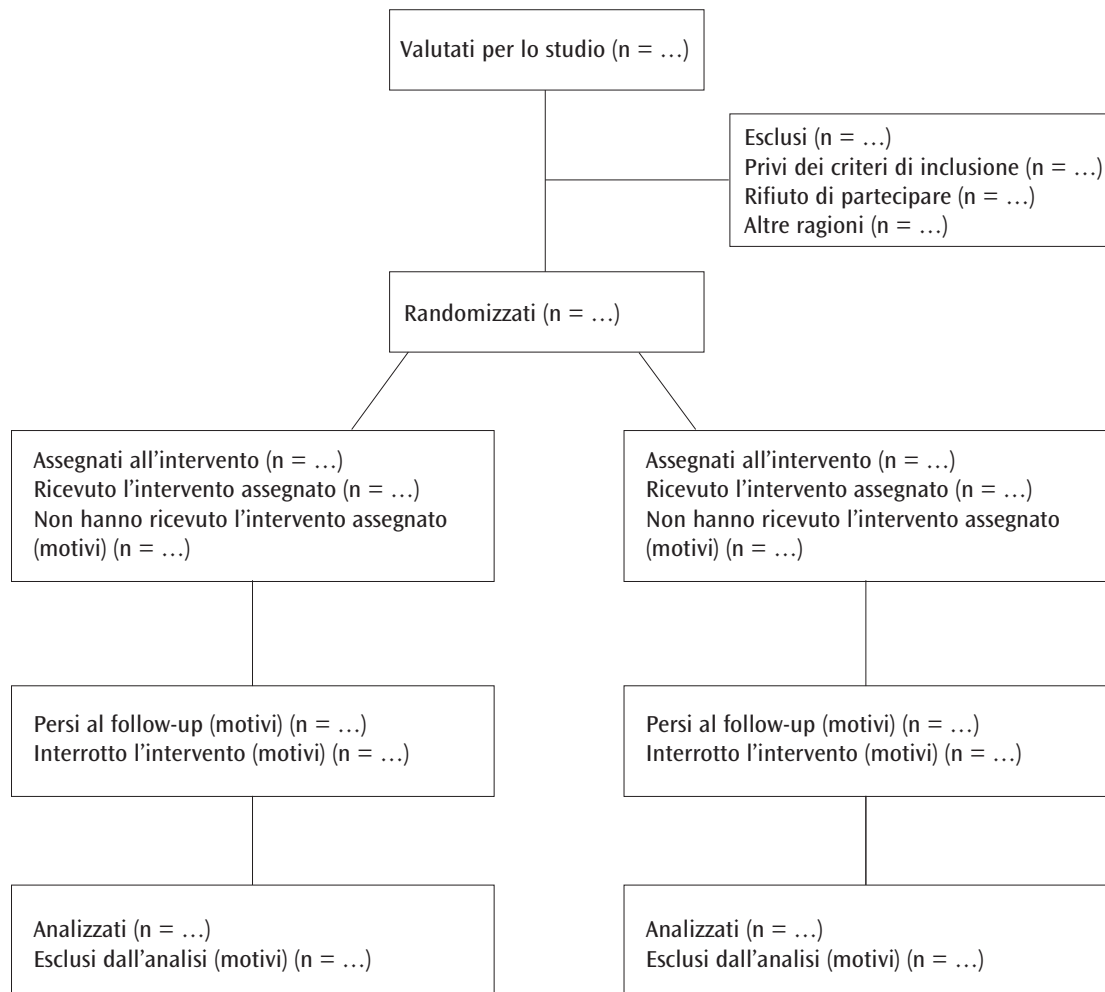 Valutati per lo studio (n = …)
Esclusi (n = …)
Privi dei criteri di inclusione (n = …)
Rifiuto di partecipare (n = …)
Altre ragioni (n = …)
Randomizzati (n = …)
Assegnati all’intervento (n = …)
Ricevuto l’intervento assegnato (n = …)
Non hanno ricevuto l’intervento assegnato
(motivi) (n = …)
Assegnati all’intervento (n = …)
Ricevuto l’intervento assegnato (n = …)
Non hanno ricevuto l’intervento assegnato
(motivi) (n = …)
Persi al follow-up (motivi) (n = …)
Interrotto l’intervento (motivi) (n = …)
Persi al follow-up (motivi) (n = …)
Interrotto l’intervento (motivi) (n = …)
Analizzati (n = …)
Esclusi dall’analisi (motivi) (n = …)
Analizzati (n = …)
Esclusi dall’analisi (motivi) (n = …)